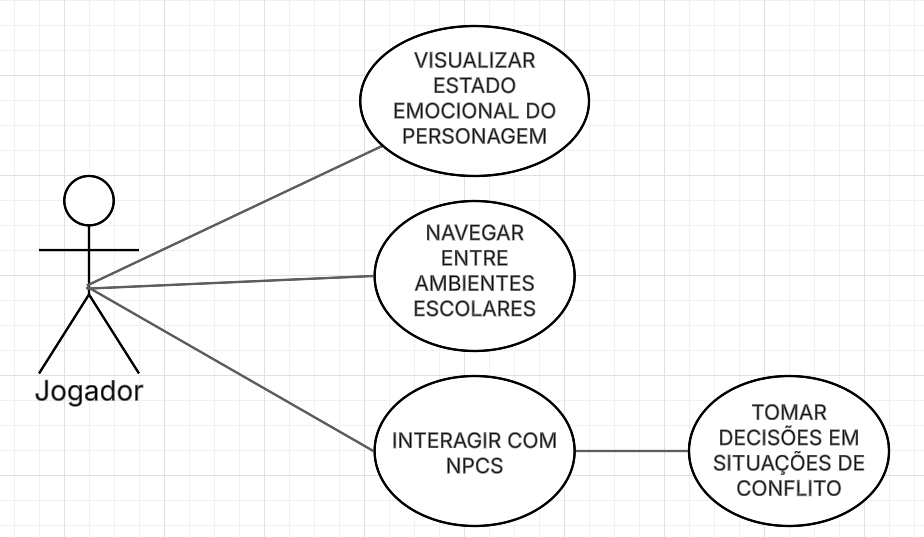 VISUALIZAR
ESTADO
EMOCIONAL DO
PERSONAGEM
NAVEGAR
ENTRE
AMBIENTES
ESCOLARES
Jogador
INTERAGIR COM
NPCS
TOMAR
DECISÕES EM
SITUAÇÕES DE
CONFLITO